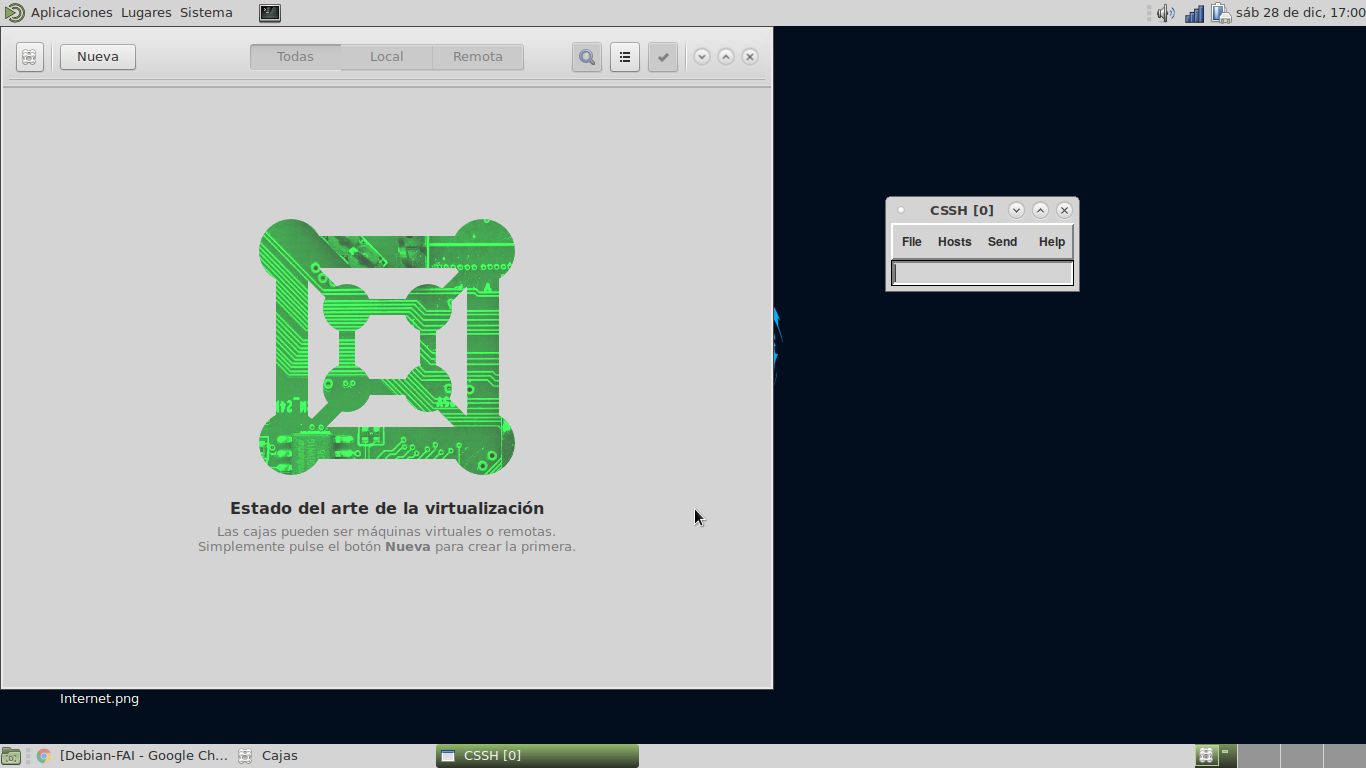 Aplicaciones Lugares Sistema
sáb 28 de dic, 17:00
Nueva
Todas Local Remota
CSSH [0]
File Hosts Send Help
Estado del arte de la virtualización
Las cajas pueden ser máquinas virtuales o remotas.
Simplemente pulse el botón Nueva para crear la primera.
Internet.png
[Debian-FAI - Google Ch... Cajas CSSH [0]